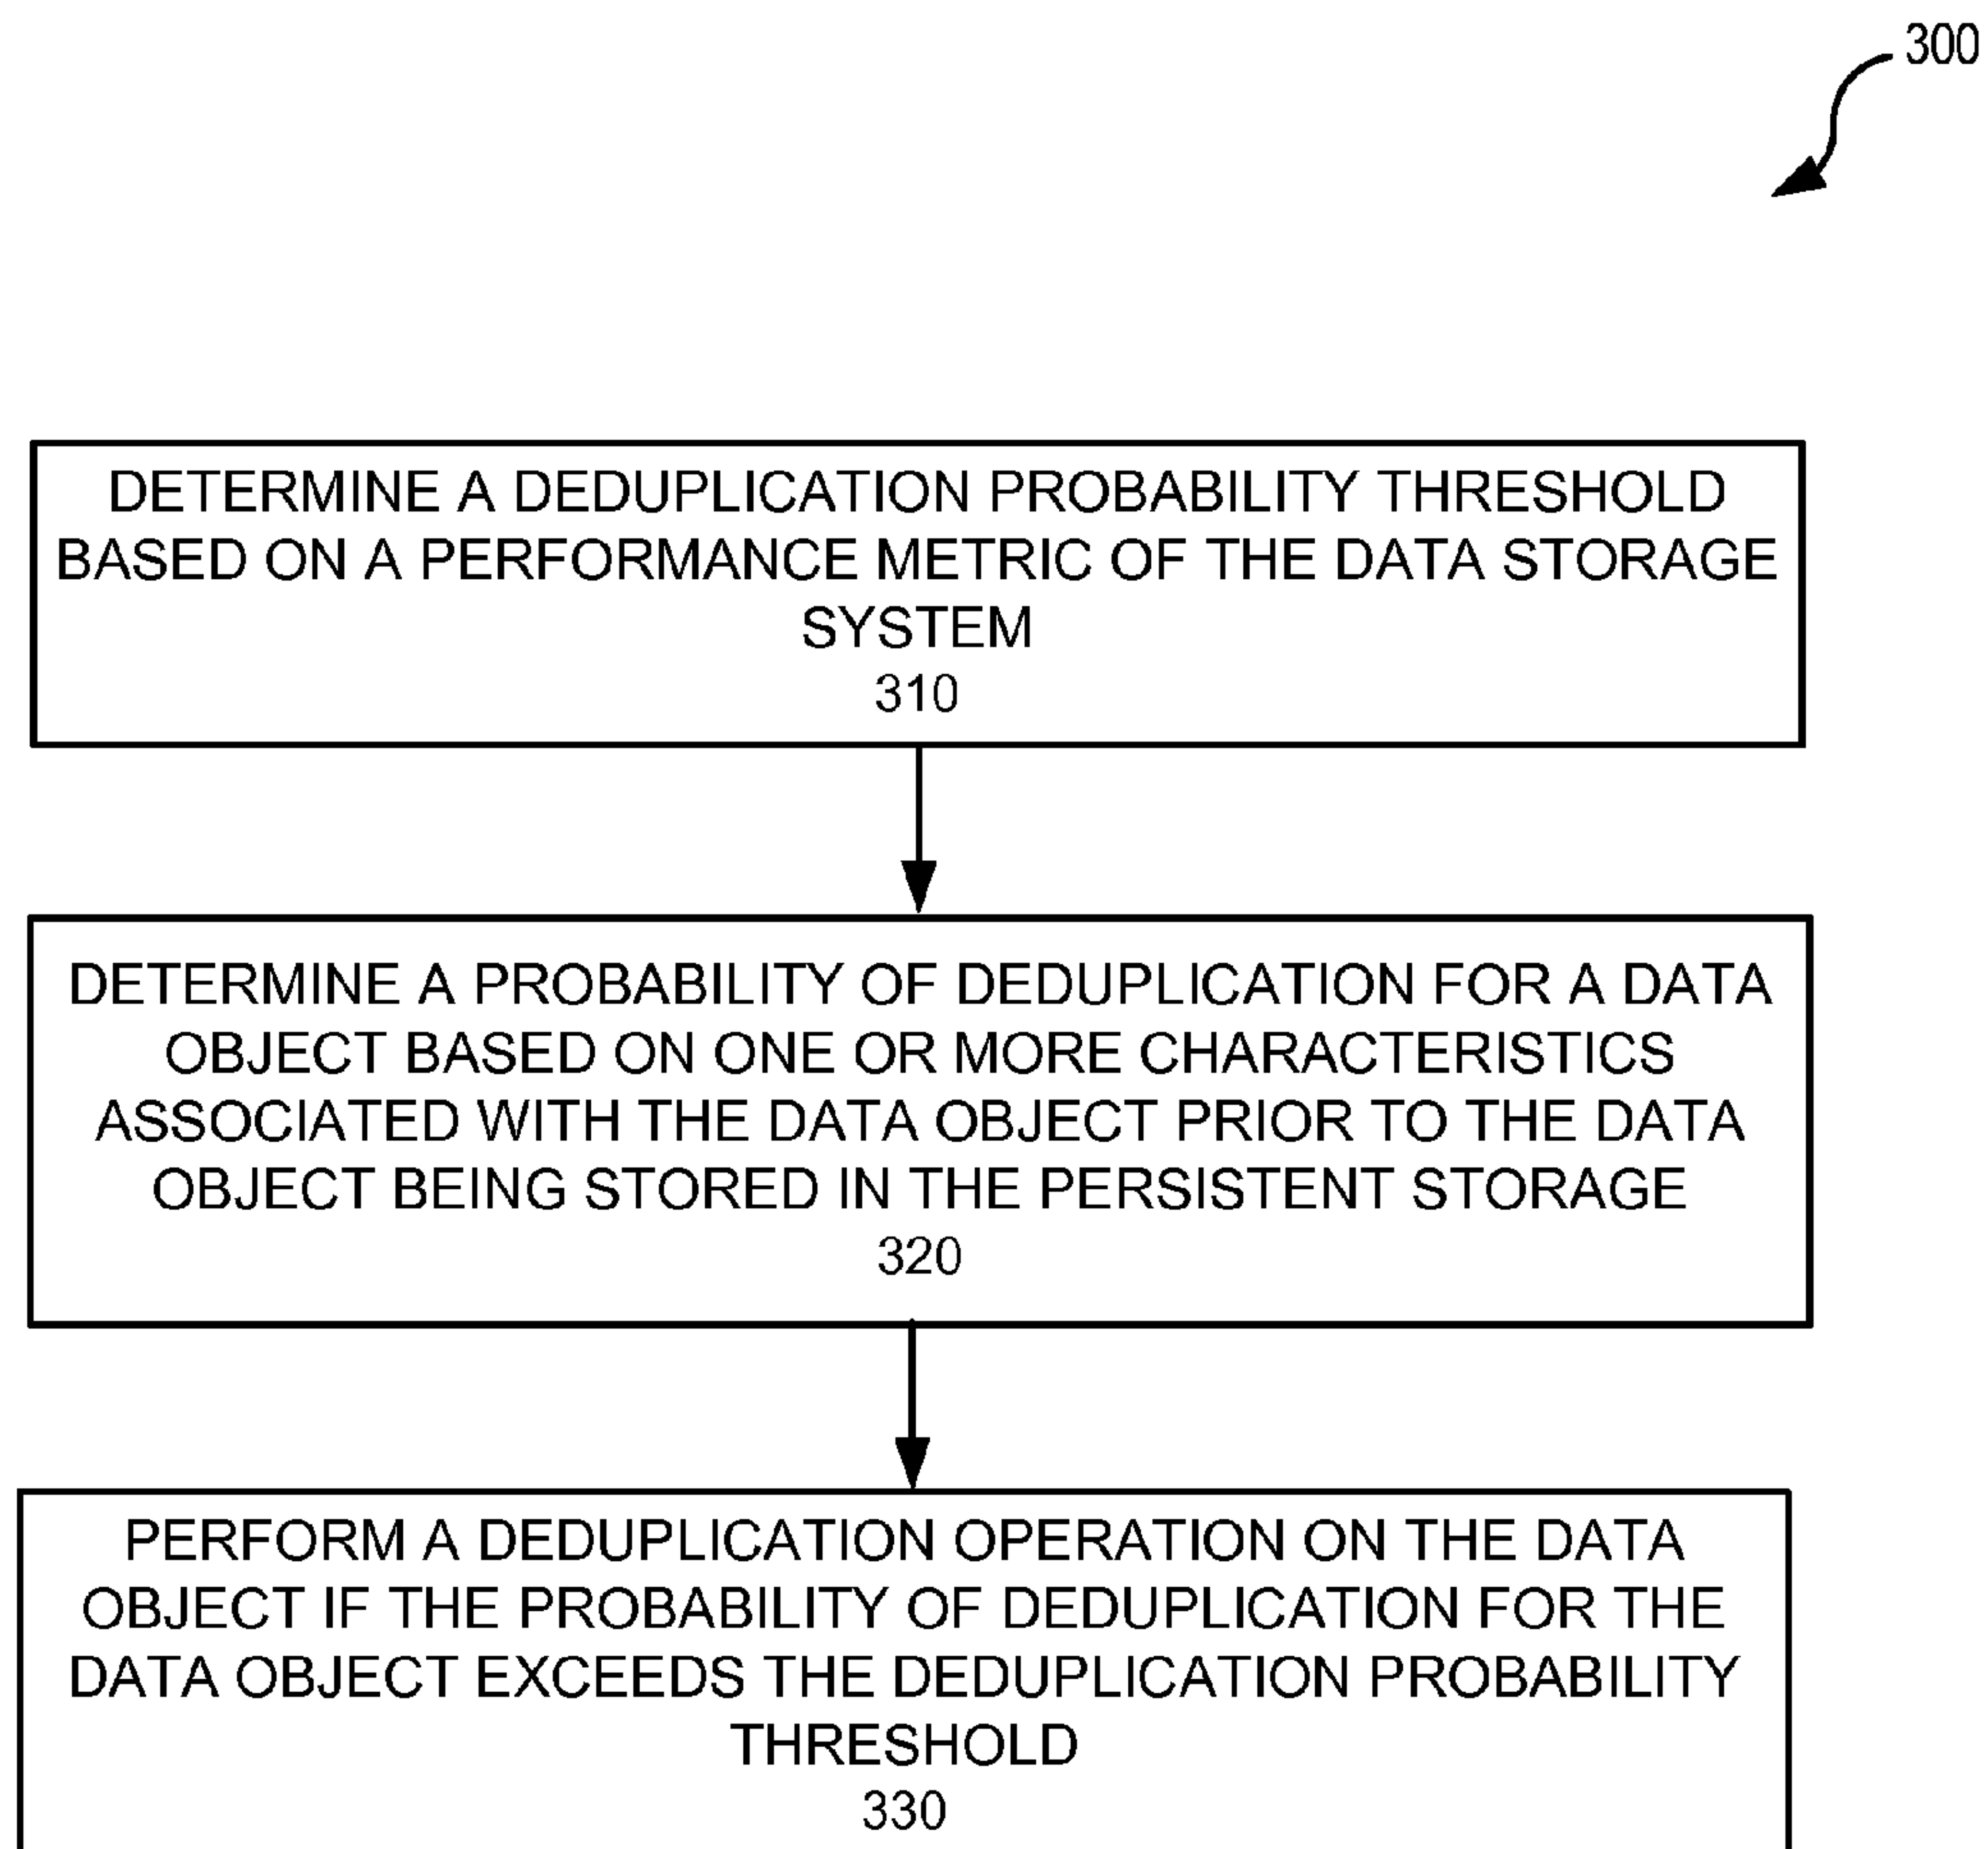 300
DETERMINE A DEDUPLICATION PROBABILITY THRESHOLD
BASED ON A PERFORMANCE METRIC OF THE DATA STORAGE
SYSTEM
310
DETERMINE A PROBABILITY OF DEDUPLICATION FOR A DATA
OBJECT BASED ON ONE OR MORE CHARACTERISTICS
ASSOCIATED WITH THE DATA OBJECT PRIOR TO THE DATA
OBJECT BEING STORED IN THE PERSISTENT STORAGE
320
PERFORM A DEDUPLICATION OPERATION ON THE DATA
OBJECT IF THE PROBABILITY OF DEDUPLICATION FOR THE
DATA OBJECT EXCEEDS THE DEDUPLICATION PROBABILITY
THRESHOLD
330